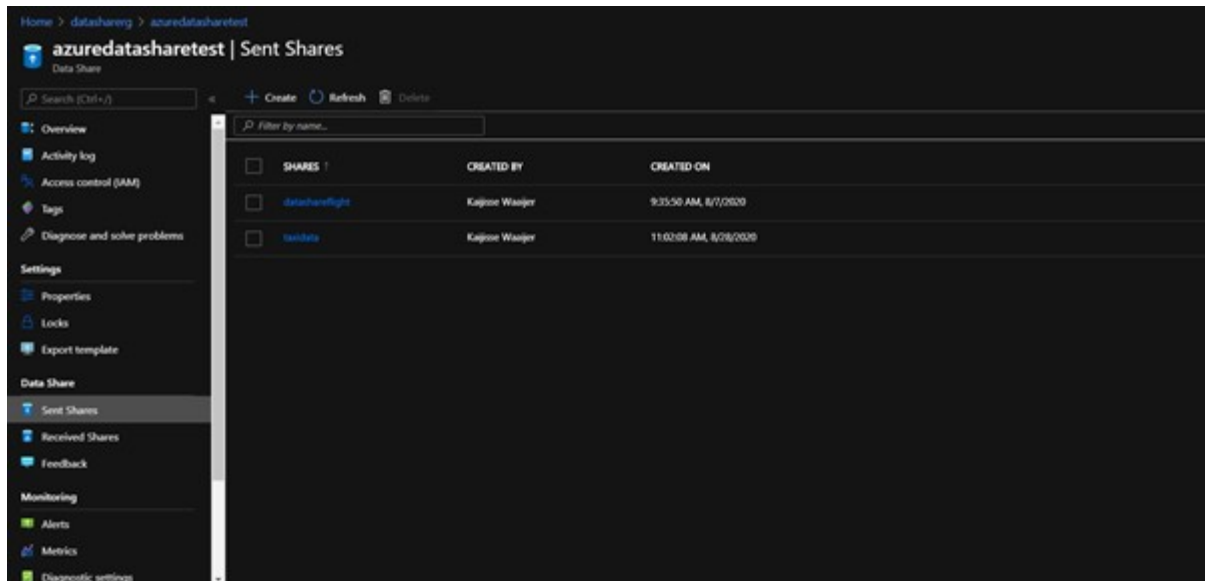 Home > datasharerg > azuredatasharetest
azuredatasharetest | Sent Shares
Data Share
Search (Ctrl+/)
«
Create Refresh Delete
Filter by name...
Overview
Activity log
Access control (IAM)
Tags
Diagnose and solve problems
Settings
Properties
Locks
Export template
Data Share
Sent Shares
Received Shares
Feedback
Monitoring
Alerts
Metrics
Diagnostic settings
SHARES ↑ CREATED BY CREATED ON
datashareflight Kaijisse Waaijer 9:35:50 AM, 8/7/2020
taxidata Kaijisse Waaijer 11:02:08 AM, 8/28/2020